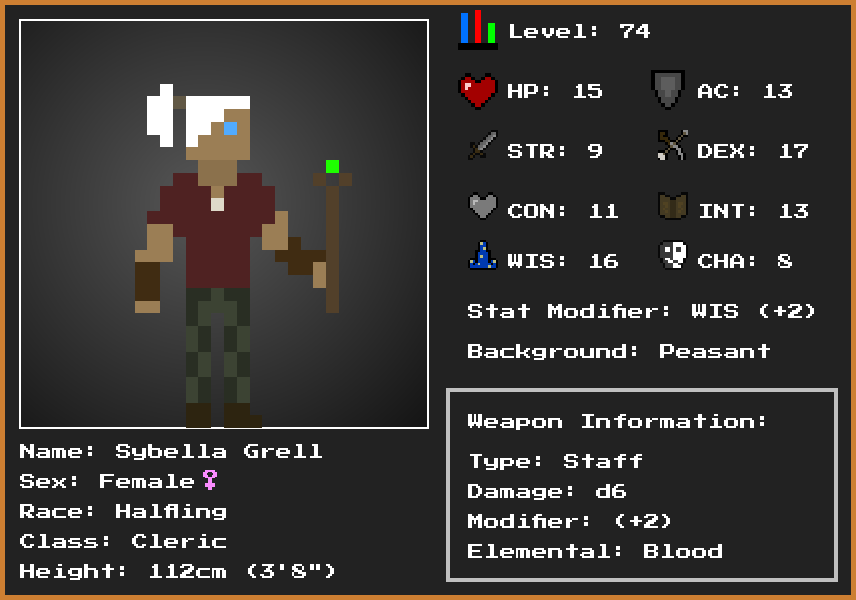 Level: 74
HP: 15 AC: 13
STR: 9 DEX: 17
CON: 11 INT: 13
WIS: 16 CHA: 8
Stat Modifier: WIS (+2)
Background: Peasant
Weapon Information:
Type: Staff
Damage: d6
Modifier: (+2)
Elemental: Blood
Name: Sybella Grell
Sex: Female♀
Race: Halfling
Class: Cleric
Height: 112cm (3'8")